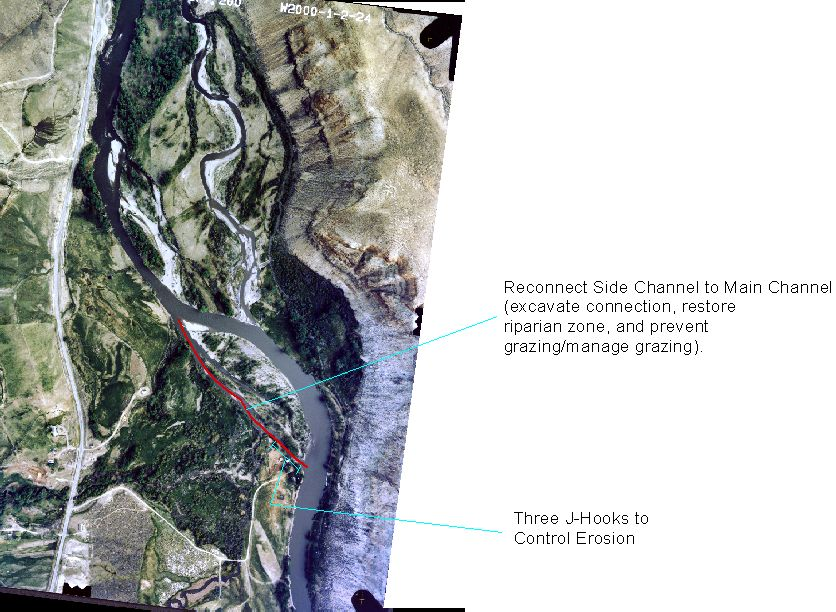 W2000-1-2-24
Reconnect Side Channel to Main Channel
(excavate connection, restore
riparian zone, and prevent
grazing/manage grazing).
Three J-Hooks to
Control Erosion